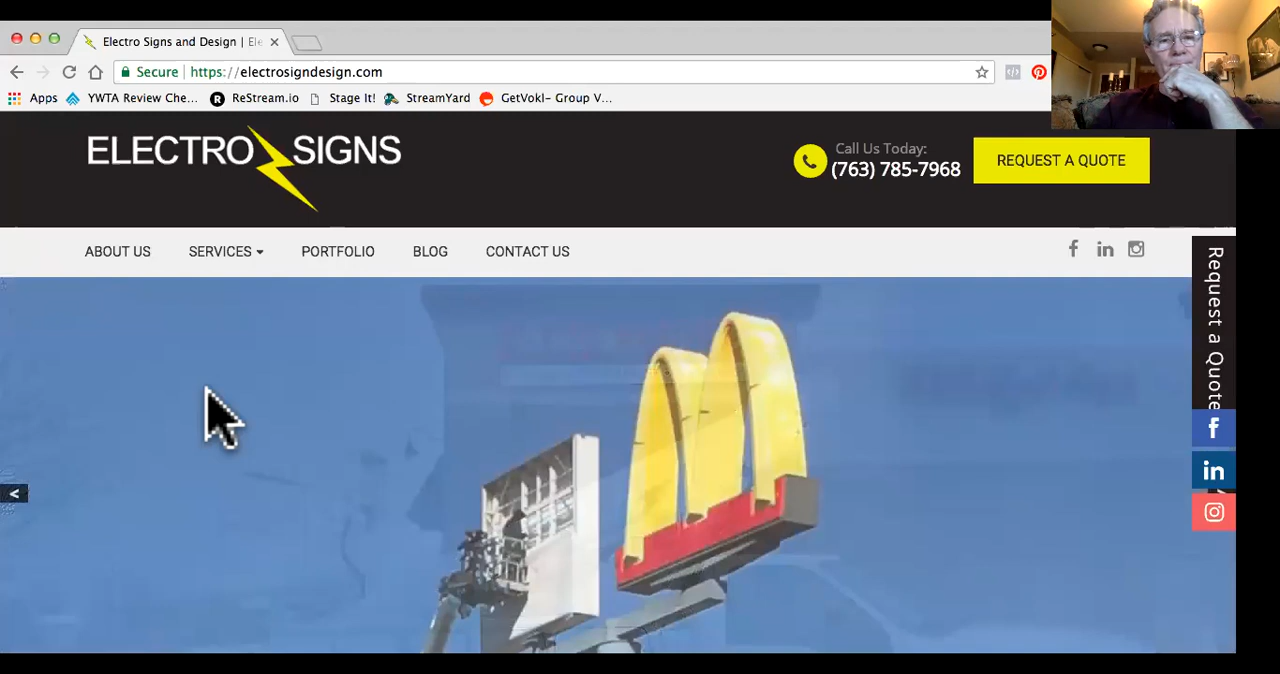 Electro Signs and Design | Ele
Secure | https://electrosigndesign.com
Apps YWTA Review Che... ReStream.io Stage It! StreamYard GetVokl- Group V...
ELECTRO SIGNS
Call Us Today:
(763) 785-7968
REQUEST A QUOTE
ABOUT US SERVICES PORTFOLIO BLOG CONTACT US
Request a Quote